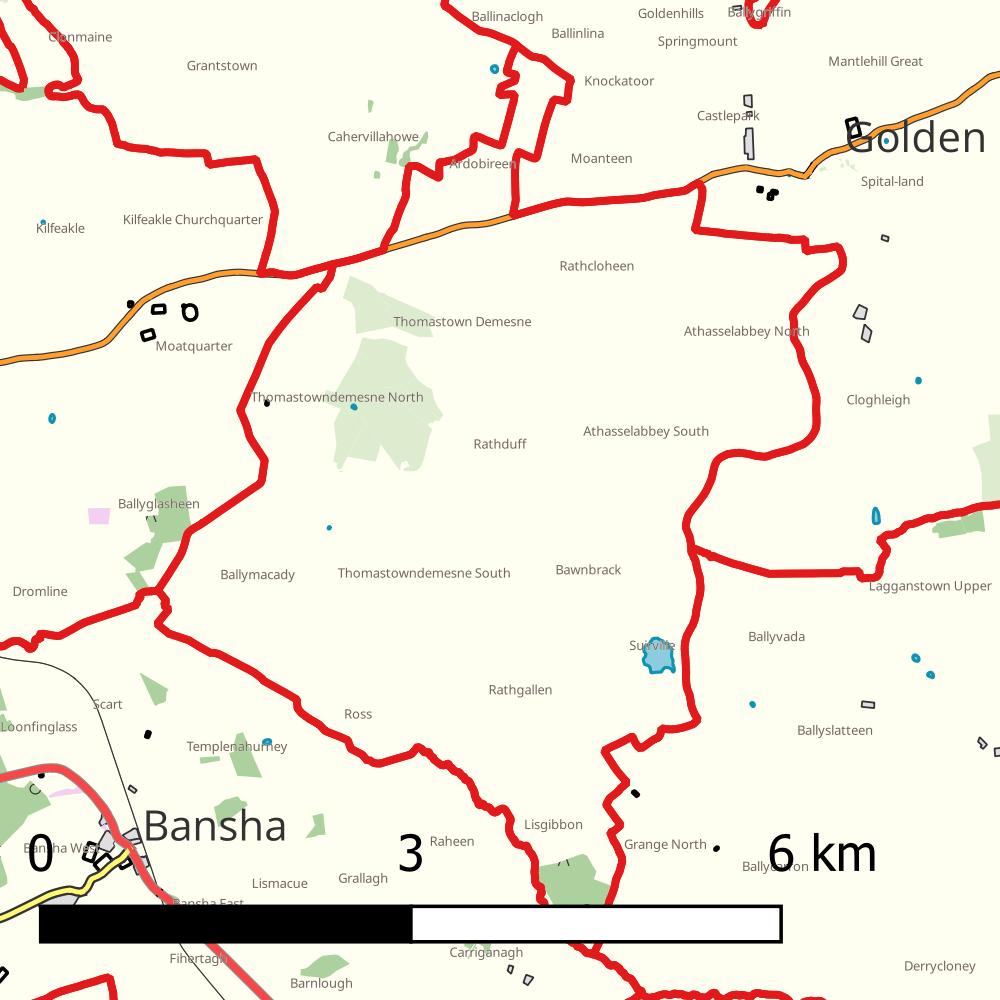 Ballinaclogh
Goldenhills
Ballygriffin
Clonmaine
Ballinlina
Springmount
Grantstown
Mantlehill Great
Knockatoor
Castlepark
Cahervillahowe
Golden
Moanteen
Ardobireen
Spital-land
Kilfeakle Churchquarter
Kilfeakle
Rathcloheen
Thomastown Demesne
Athasselabbey North
Moatquarter
Thomastowndemesne North
Cloghleigh
Athasselabbey South
Rathduff
Ballyglasheen
Bawnbrack
Thomastowndemesne South
Ballymacady
Lagganstown Upper
Dromline
Ballyvada
Suirville
Rathgallen
Scart
Ross
Loonfinglass
Ballyslatteen
Templenahurney
Bansha
Lisgibbon
Raheen
Grange North
Bansha West
0 3 6 km
Ballycarron
Grallagh
Lismacue
Bansha East
Carriganagh
Fihertagh
Derrycloney
Barnlough